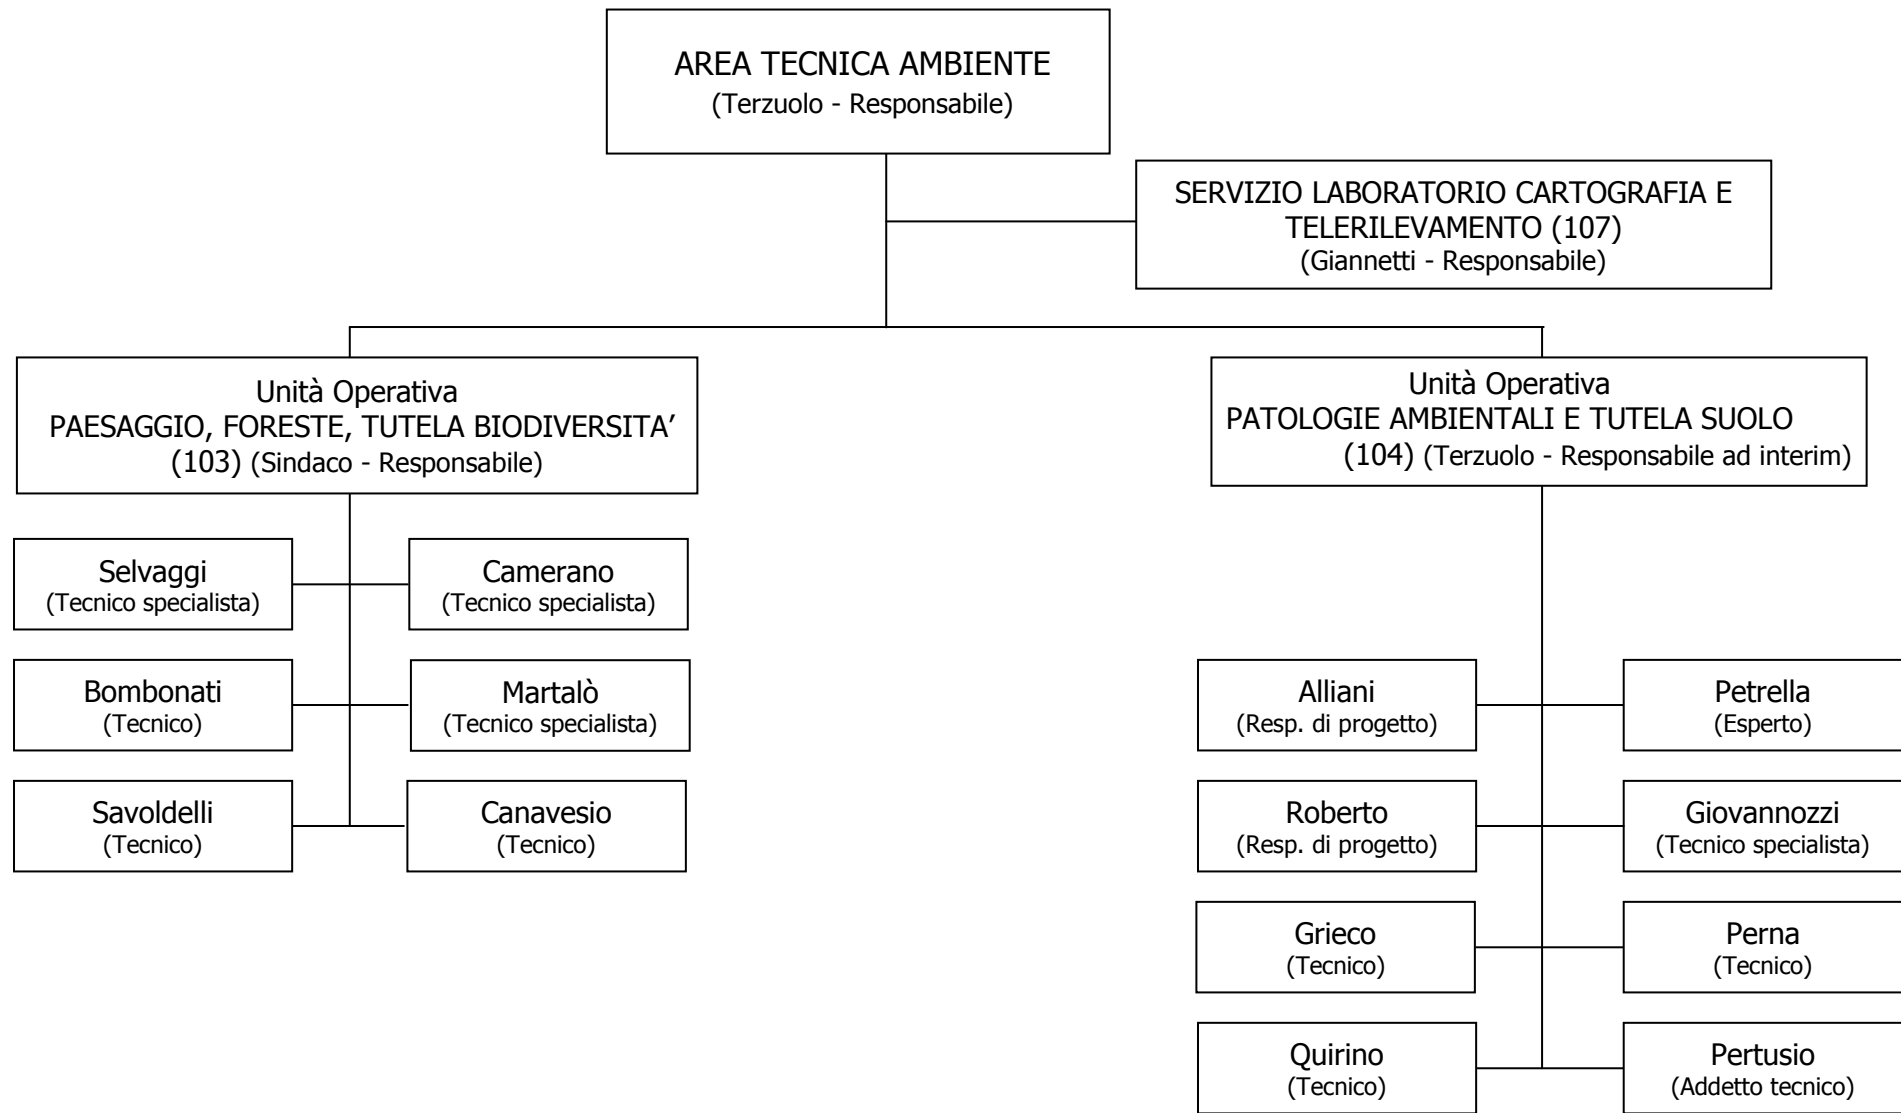 AREA TECNICA AMBIENTE
(Terzuolo - Responsabile)
SERVIZIO LABORATORIO CARTOGRAFIA E
TELERILEVAMENTO (107)
(Giannetti - Responsabile)
Unità Operativa
PAESAGGIO, FORESTE, TUTELA BIODIVERSITA’
(103) (Sindaco - Responsabile)
Unità Operativa
PATOLOGIE AMBIENTALI E TUTELA SUOLO
(104) (Terzuolo - Responsabile ad interim)
Selvaggi
(Tecnico specialista)
Camerano
(Tecnico specialista)
Bombonati
(Tecnico)
Martalò
(Tecnico specialista)
Savoldelli
(Tecnico)
Canavesio
(Tecnico)
Alliani
(Resp. di progetto)
Petrella
(Esperto)
Roberto
(Resp. di progetto)
Giovannozzi
(Tecnico specialista)
Grieco
(Tecnico)
Perna
(Tecnico)
Quirino
(Tecnico)
Pertusio
(Addetto tecnico)